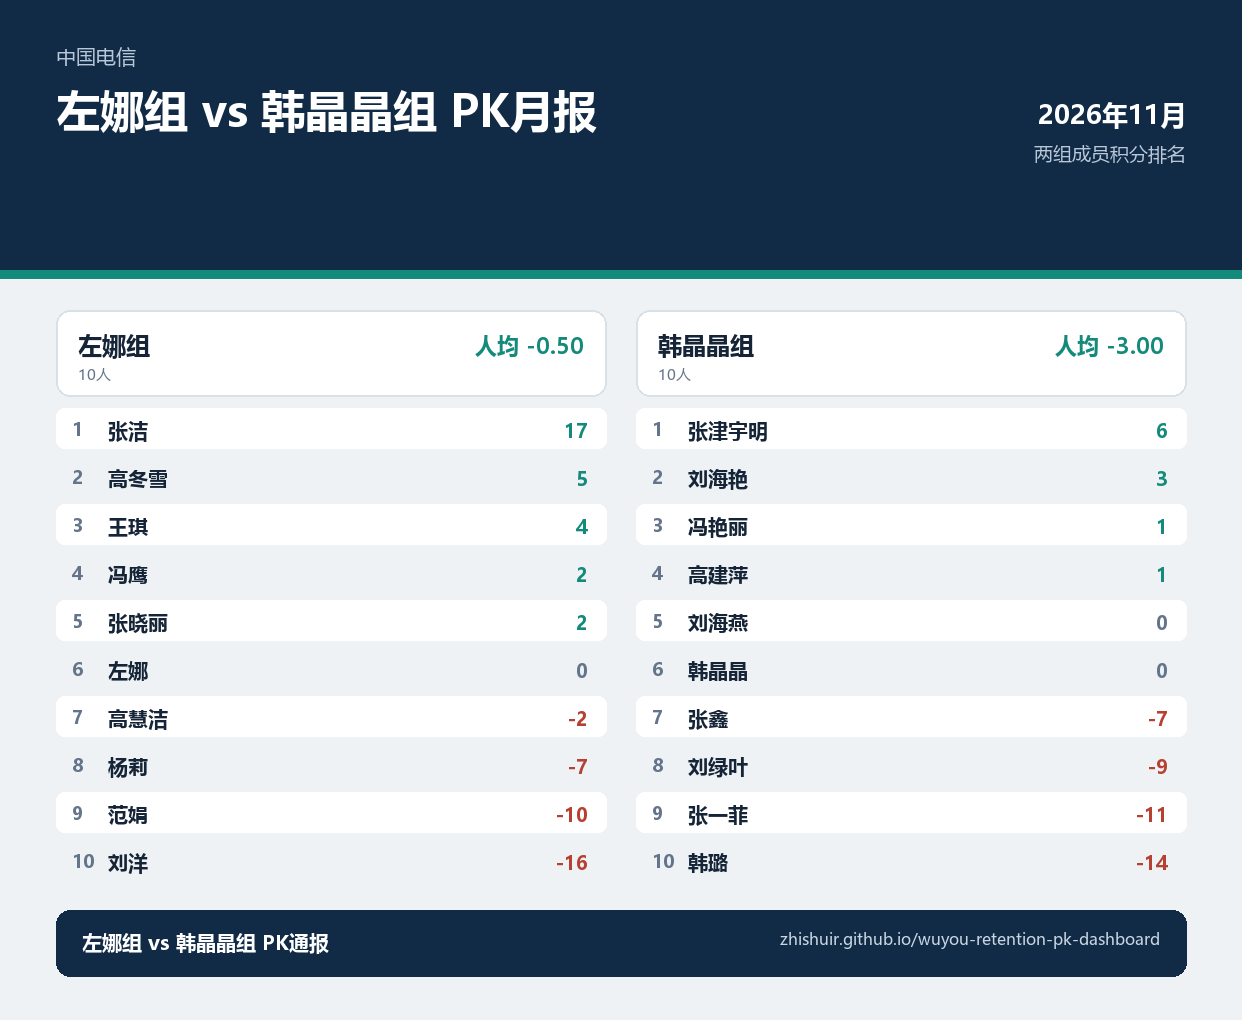 中国电信
左娜组 vs 韩晶晶组 PK月报
2026年11月
两组成员积分排名
左娜组
人均 -0.50
10人
1 张洁 17
2 高冬雪 5
3 王琪 4
4 冯鹰 2
5 张晓丽 2
6 左娜 0
7 高慧洁 -2
8 杨莉 -7
9 范娟 -10
10 刘洋 -16
韩晶晶组
人均 -3.00
10人
1 张津宇明 6
2 刘海艳 3
3 冯艳丽 1
4 高建萍 1
5 刘海燕 0
6 韩晶晶 0
7 张鑫 -7
8 刘绿叶 -9
9 张一菲 -11
10 韩璐 -14
左娜组 vs 韩晶晶组 PK通报
zhishuir.github.io/wuyou-retention-pk-dashboard